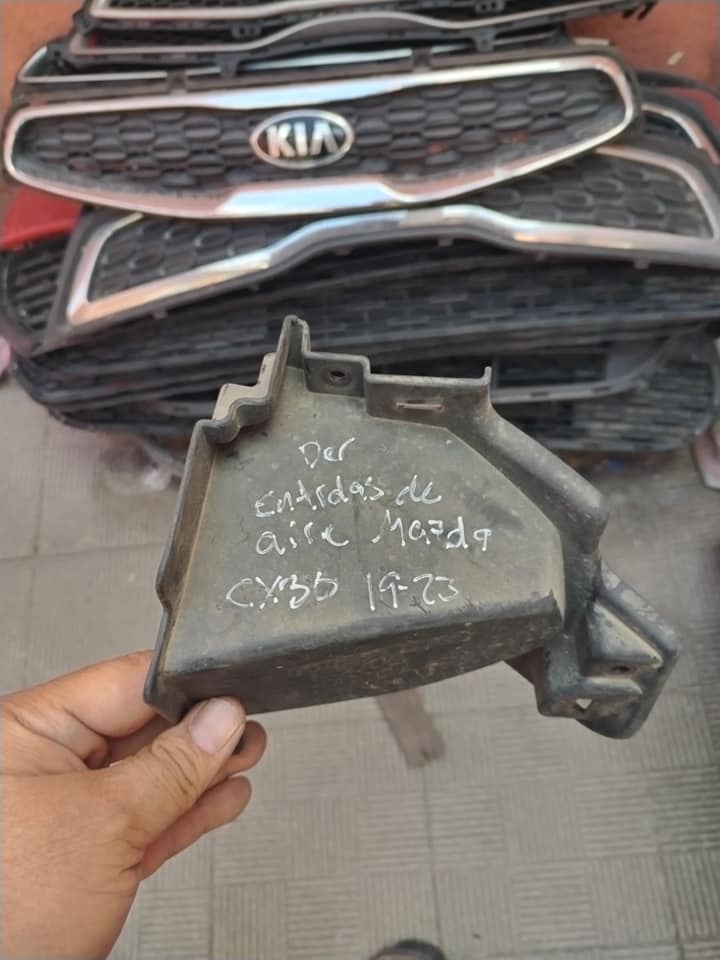 KIA
Der
Entrdas de
aire Mazda
CX30 19-23